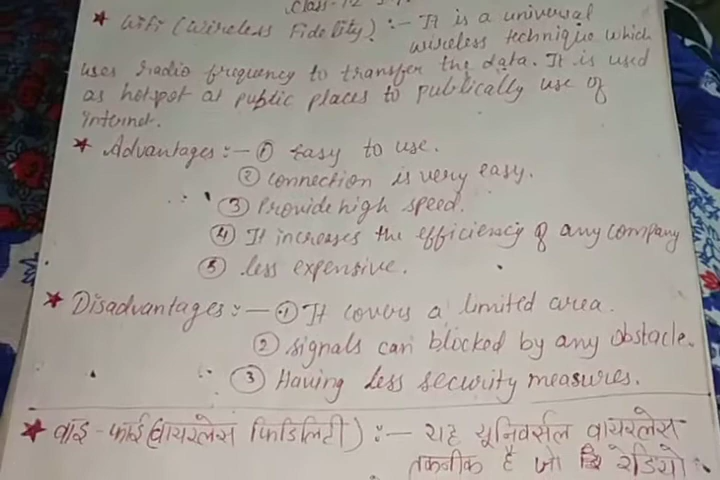 Class-12
★ Wifi (Wireless Fidelity) :- It is a universal
wireless technique which
uses radio frequency to transfer the data. It is used
as hotspot at public places to publically use of
internet.
★ Advantages :- ① Easy to use.
② Connection is very easy.
③ Provide high speed.
④ It increases the efficiency of any company
⑤ less expensive.
★ Disadvantages :- ① It covers a limited area.
② signals can blocked by any obstacle.
③ Having less security measures.
★ वाई-फाई (वायरलेस फिडिलिटी) :- यह यूनिवर्सल वायरलेस
तकनीक है जो रेडियो